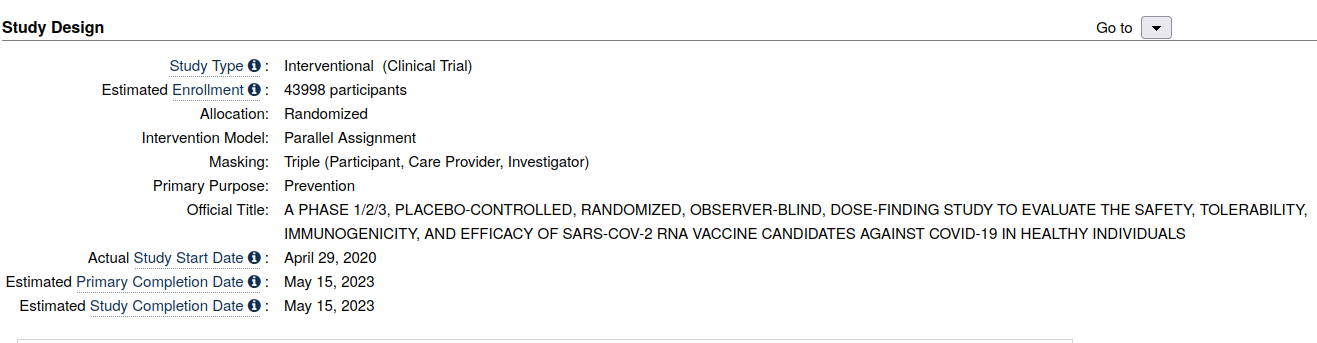 Study Design
Go to
Study Type :
Interventional (Clinical Trial)
Estimated Enrollment :
43998 participants
Allocation:
Randomized
Intervention Model:
Parallel Assignment
Masking:
Triple (Participant, Care Provider, Investigator)
Primary Purpose:
Prevention
Official Title:
A PHASE 1/2/3, PLACEBO-CONTROLLED, RANDOMIZED, OBSERVER-BLIND, DOSE-FINDING STUDY TO EVALUATE THE SAFETY, TOLERABILITY,
IMMUNOGENICITY, AND EFFICACY OF SARS-COV-2 RNA VACCINE CANDIDATES AGAINST COVID-19 IN HEALTHY INDIVIDUALS
Actual Study Start Date :
April 29, 2020
Estimated Primary Completion Date :
May 15, 2023
Estimated Study Completion Date :
May 15, 2023